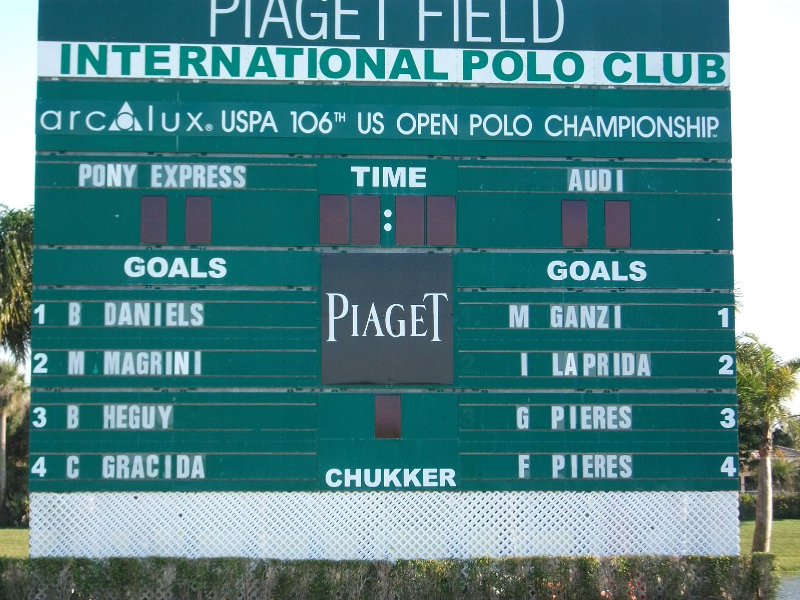 PIAGET FIELD
INTERNATIONAL POLO CLUB
arcalux® USPA 106TH US OPEN POLO CHAMPIONSHIP
PONY EXPRESS TIME AUDI
:
GOALS GOALS
PIAGET
1 B DANIELS M GANZI 1
2 M MAGRINI I LAPRIDA 2
3 B HEGUY G PIERES 3
4 C GRACIDA F PIERES 4
CHUKKER